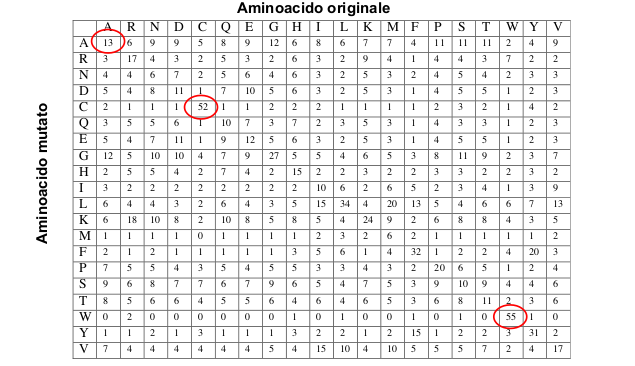 Aminoacido originale
Aminoacido mutato
A R N D C Q E G H I L K M F P S T W Y V
A 13 6 9 9 5 8 9 12 6 8 6 7 7 4 11 11 11 2 4 9
R 3 17 4 3 2 5 3 2 6 3 2 9 4 1 4 4 3 7 2 2
N 4 4 6 7 2 5 6 4 6 3 2 5 3 2 4 5 4 2 3 3
D 5 4 8 11 1 7 10 5 6 3 2 5 3 1 4 5 5 1 2 3
C 2 1 1 1 52 1 1 2 2 2 1 1 1 1 2 3 2 1 4 2
Q 3 5 5 6 1 10 7 3 7 2 3 5 3 1 4 3 3 1 2 3
E 5 4 7 11 1 9 12 5 6 3 2 5 3 1 4 5 5 1 2 3
G 12 5 10 10 4 7 9 27 5 5 4 6 5 3 8 11 9 2 3 7
H 2 5 5 4 2 7 4 2 15 2 2 3 2 2 3 3 2 2 3 2
I 3 2 2 2 2 2 2 2 2 10 6 2 6 5 2 3 4 1 3 9
L 6 4 4 3 2 6 4 3 5 15 34 4 20 13 5 4 6 6 7 13
K 6 18 10 8 2 10 8 5 8 5 4 24 9 2 6 8 8 4 3 5
M 1 1 1 1 0 1 1 1 1 2 3 2 6 2 1 1 1 1 1 2
F 2 1 2 1 1 1 1 1 3 5 6 1 4 32 1 2 2 4 20 3
P 7 5 5 4 3 5 4 5 5 3 3 4 3 2 20 6 5 1 2 4
S 9 6 8 7 7 6 7 9 6 5 4 7 5 3 9 10 9 4 4 6
T 8 5 6 6 4 5 5 6 4 6 4 6 5 3 6 8 11 2 3 6
W 0 2 0 0 0 0 0 0 1 0 1 0 0 1 0 1 0 55 1 0
Y 1 1 2 1 3 1 1 1 3 2 2 1 2 15 1 2 2 3 31 2
V 7 4 4 4 4 4 4 5 4 15 10 4 10 5 5 5 7 2 4 17